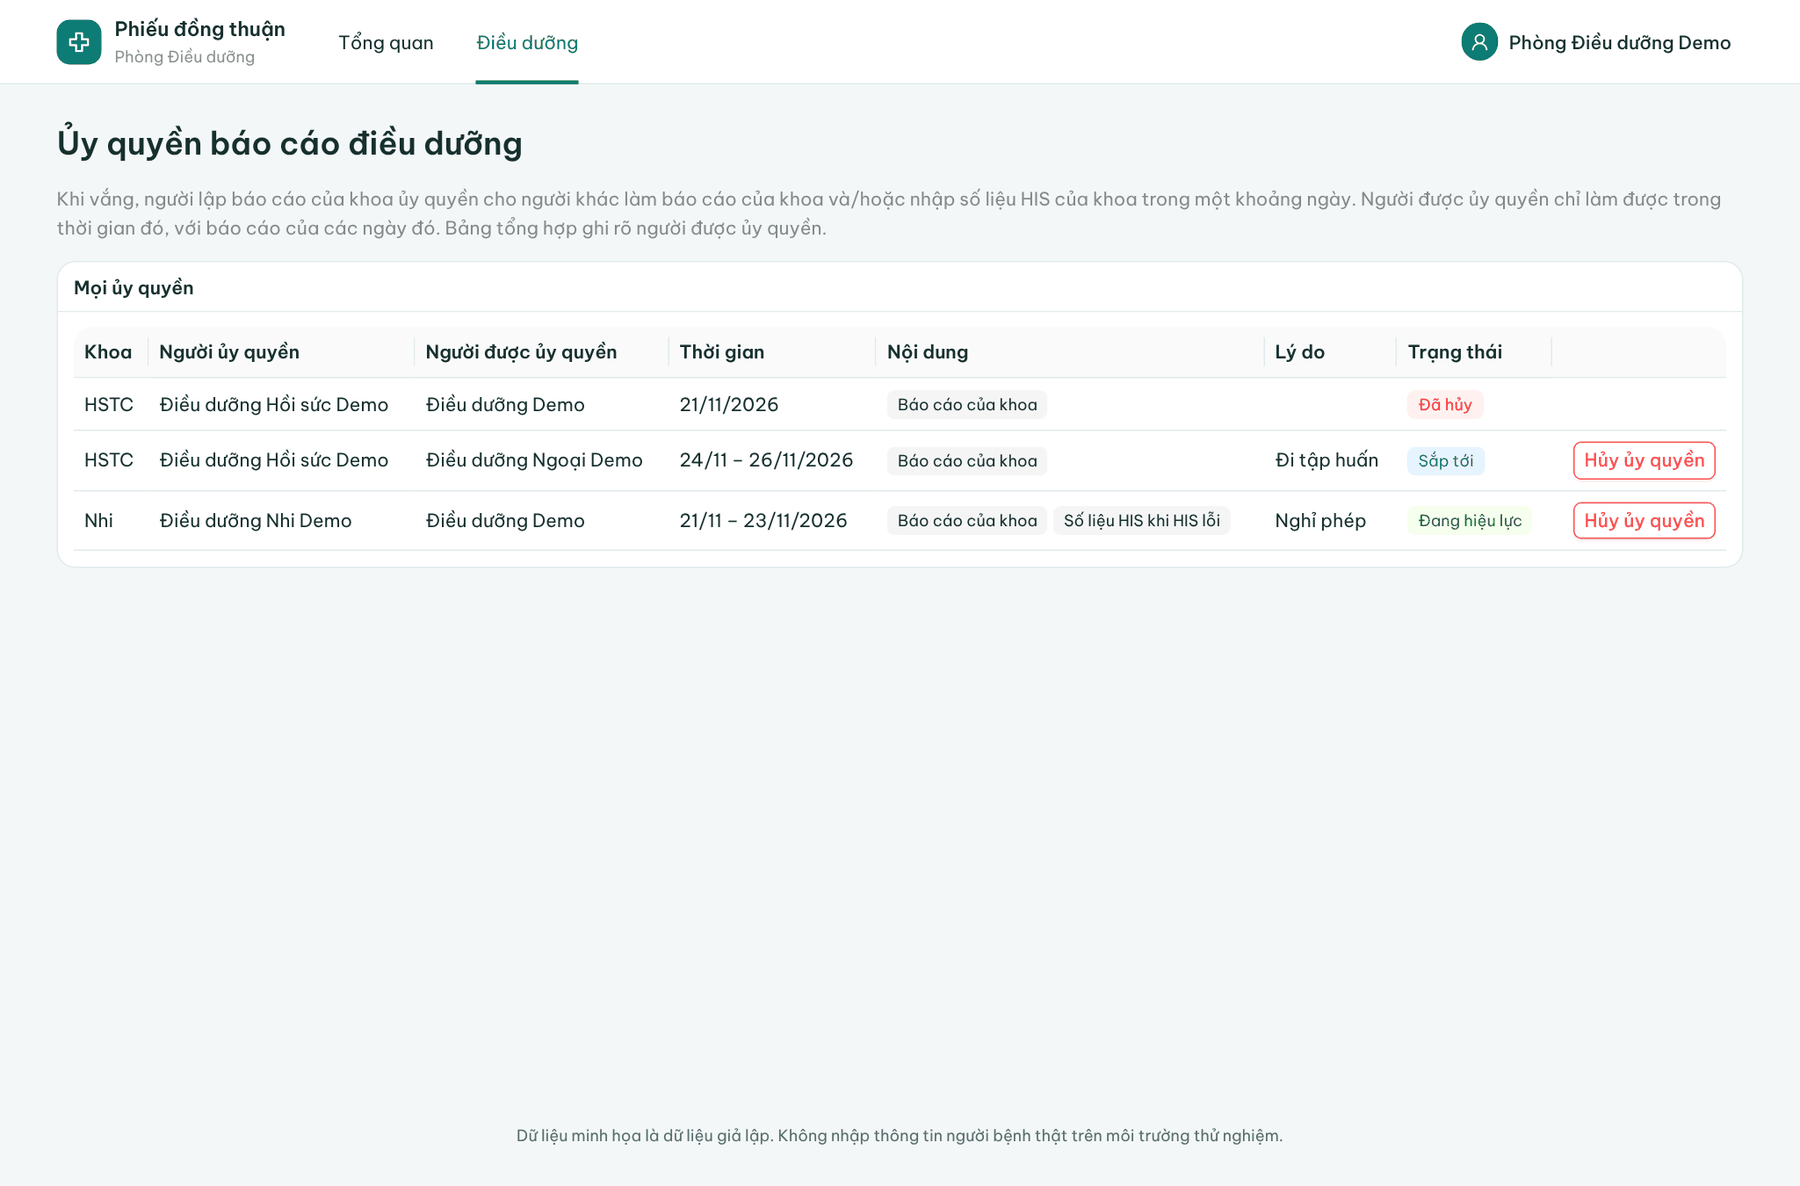 Phiếu đồng thuận
Phòng Điều dưỡng
Tổng quan
Điều dưỡng
Phòng Điều dưỡng Demo
Ủy quyền báo cáo điều dưỡng
Khi vắng, người lập báo cáo của khoa ủy quyền cho người khác làm báo cáo của khoa và/hoặc nhập số liệu HIS của khoa trong một khoảng ngày. Người được ủy quyền chỉ làm được trong
thời gian đó, với báo cáo của các ngày đó. Bảng tổng hợp ghi rõ người được ủy quyền.
Mọi ủy quyền
Khoa Người ủy quyền Người được ủy quyền Thời gian Nội dung Lý do Trạng thái
HSTC Điều dưỡng Hồi sức Demo Điều dưỡng Demo 21/11/2026 Báo cáo của khoa Đã hủy
HSTC Điều dưỡng Hồi sức Demo Điều dưỡng Ngoại Demo 24/11 – 26/11/2026 Báo cáo của khoa Đi tập huấn Sắp tới Hủy ủy quyền
Nhi Điều dưỡng Nhi Demo Điều dưỡng Demo 21/11 – 23/11/2026 Báo cáo của khoa Số liệu HIS khi HIS lỗi Nghỉ phép Đang hiệu lực Hủy ủy quyền
Dữ liệu minh họa là dữ liệu giả lập. Không nhập thông tin người bệnh thật trên môi trường thử nghiệm.